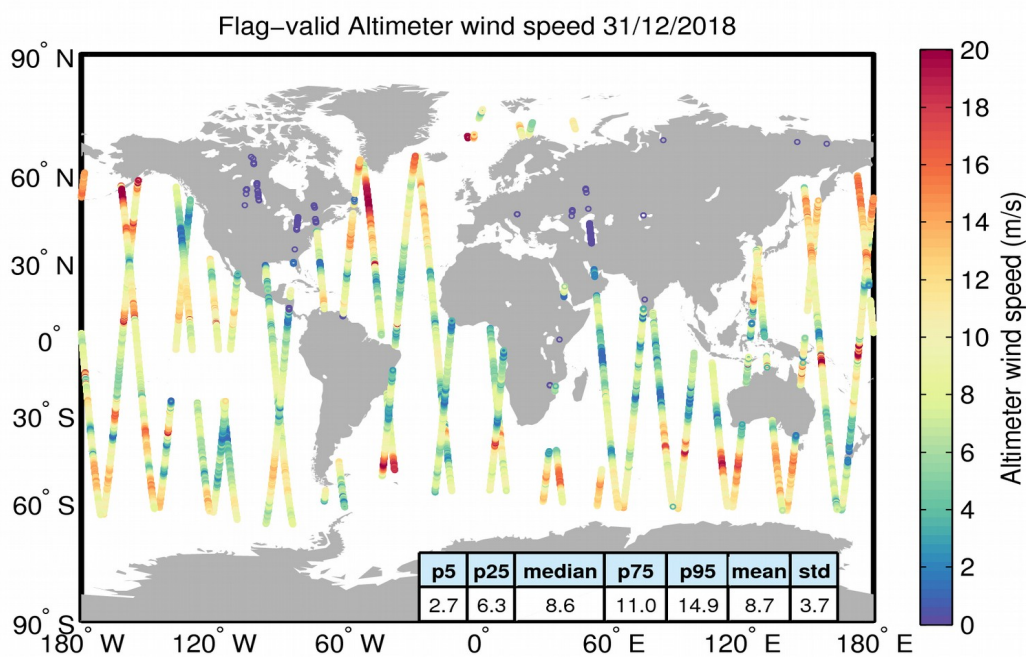 Flag−valid Altimeter wind speed 31/12/2018
90° N
60° N
30° N
0°
30° S
60° S
90° S
180° W
120° W
60° W
0°
60° E
120° E
180° E
p5 p25 median p75 p95 mean std
2.7 6.3 8.6 11.0 14.9 8.7 3.7
20
18
16
14
12
10
8
6
4
2
0
Altimeter wind speed (m/s)